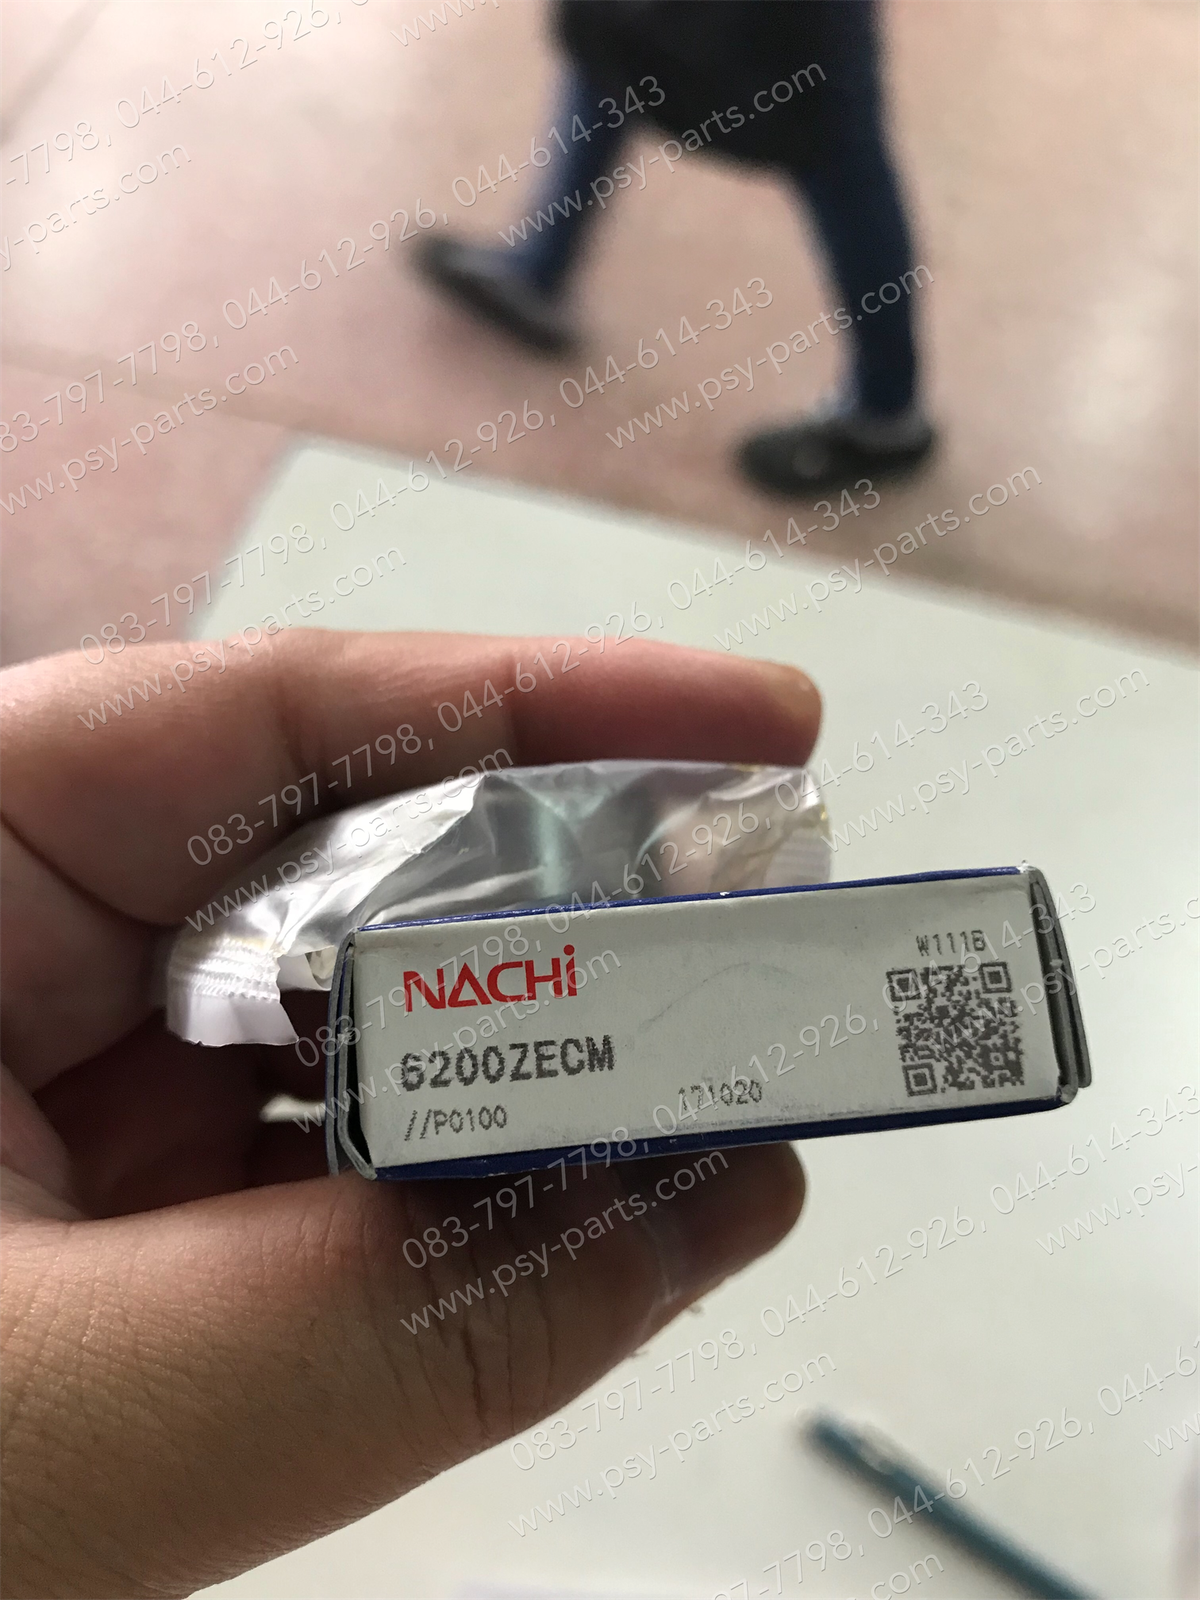 NACHi
6200ZECM
//P0100
171020
W111B
083-797-7798, 044-612-926, 044-614-343
www.psy-parts.com